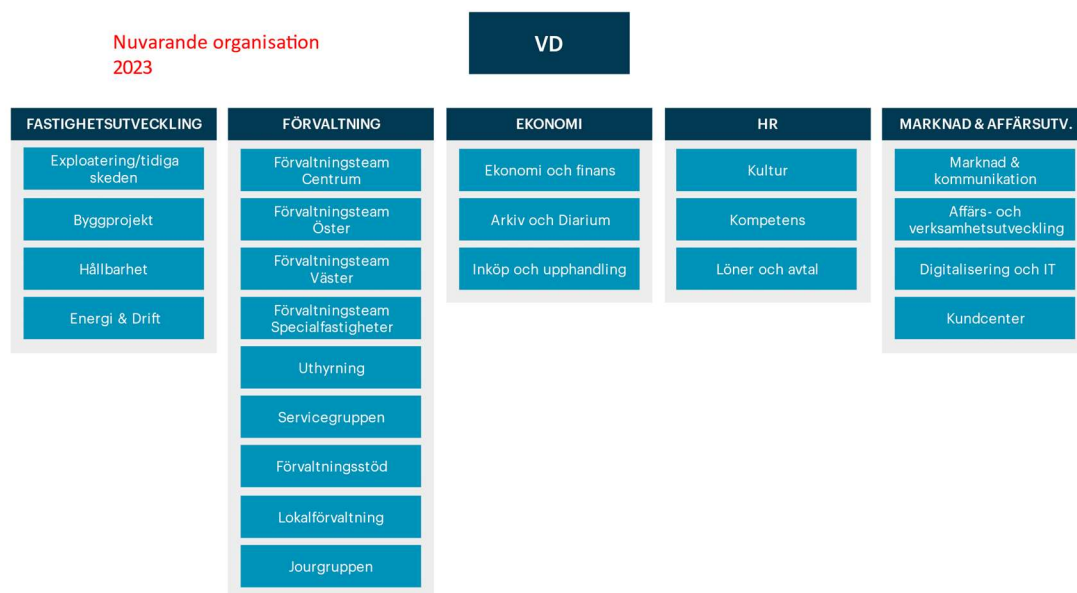 Nuvarande organisation
2023
VD
FASTIGHETSUTVECKLING
Exploatering/tidiga
skeden
Byggprojekt
Hållbarhet
Energi & Drift
FÖRVALTNING
Förvaltningsteam
Centrum
Förvaltningsteam
Öster
Förvaltningsteam
Väster
Förvaltningsteam
Specialfastigheter
Uthyrning
Servicegruppen
Förvaltningsstöd
Lokalförvaltning
Jourgruppen
EKONOMI
Ekonomi och finans
Arkiv och Diarium
Inköp och upphandling
HR
Kultur
Kompetens
Löner och avtal
MARKNAD & AFFÄRSUTV.
Marknad &
kommunikation
Affärs- och
verksamhetsutveckling
Digitalisering och IT
Kundcenter